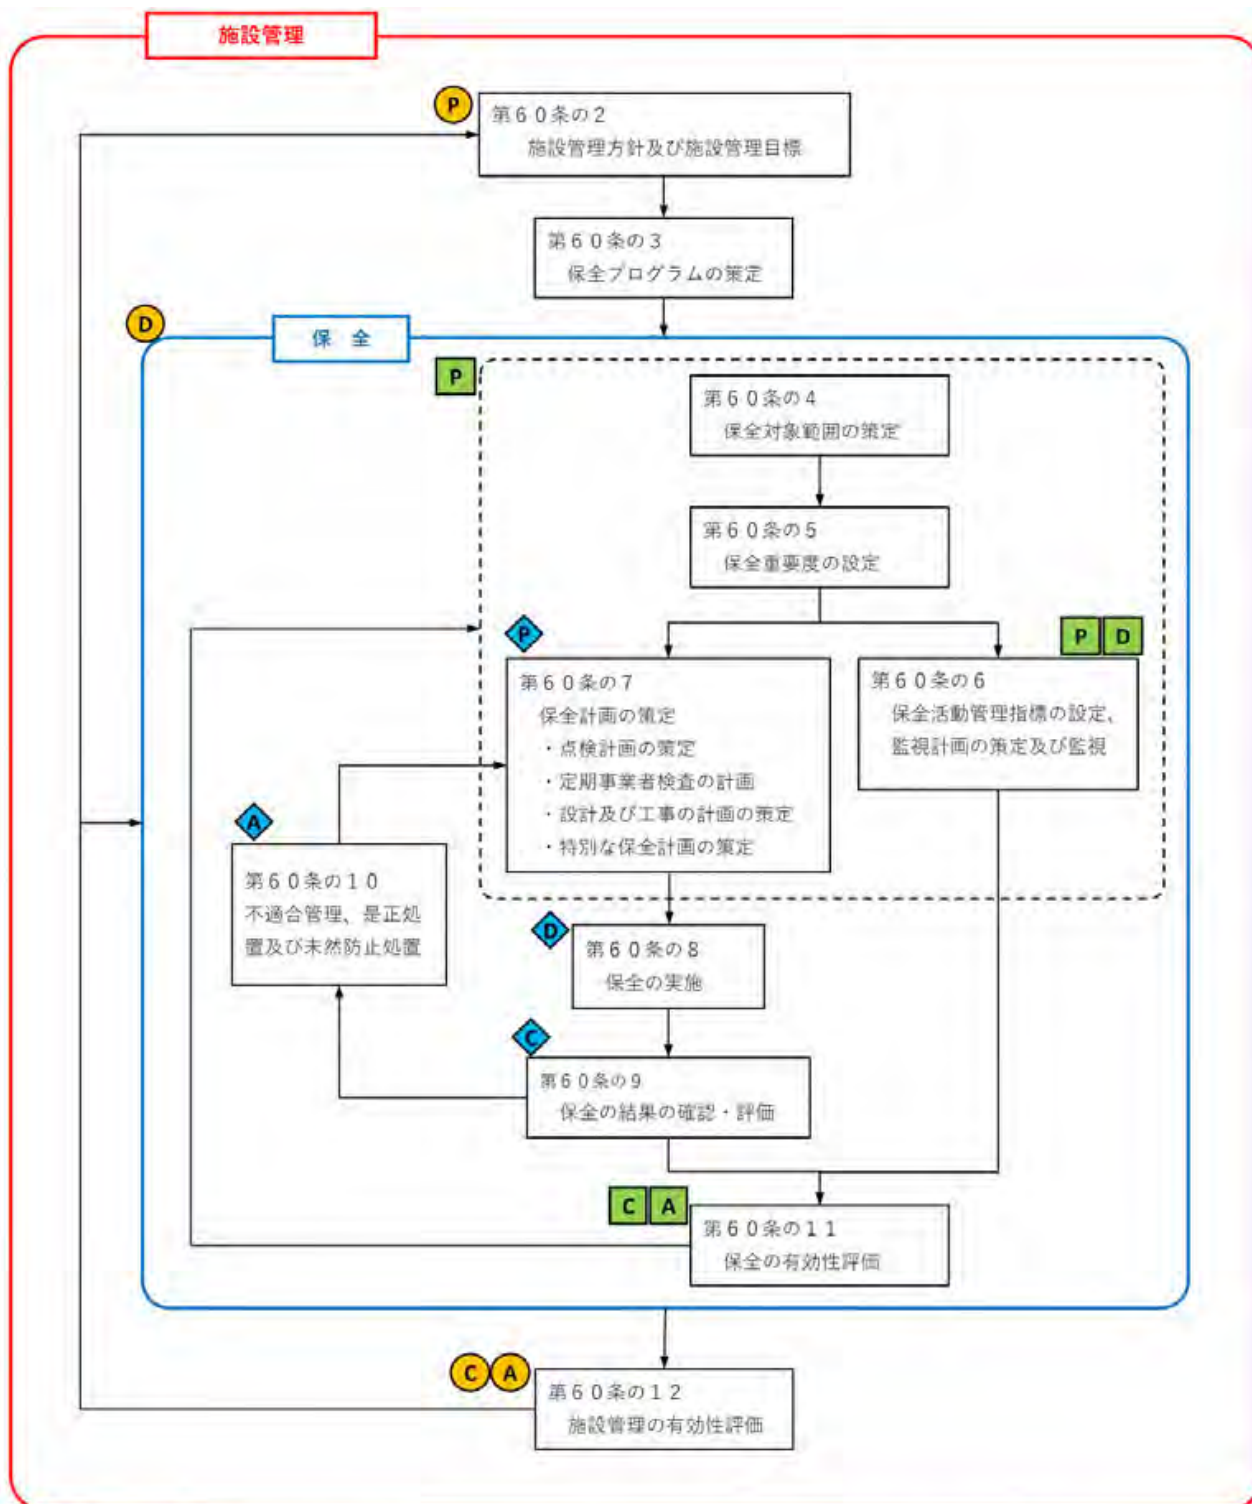 施設管理
P
第60条の2
施設管理方針及び施設管理目標
第60条の3
保全プログラムの策定
D
保 全
P
第60条の4
保全対象範囲の策定
第60条の5
保全重要度の設定
P
第60条の7
保全計画の策定
・点検計画の策定
・定期事業者検査の計画
・設計及び工事の計画の策定
・特別な保全計画の策定
P D
第60条の6
保全活動管理指標の設定、
監視計画の策定及び監視
A
第60条の10
不適合管理、是正処
置及び未然防止処置
D
第60条の8
保全の実施
C
第60条の9
保全の結果の確認・評価
C A
第60条の11
保全の有効性評価
C A
第60条の12
施設管理の有効性評価